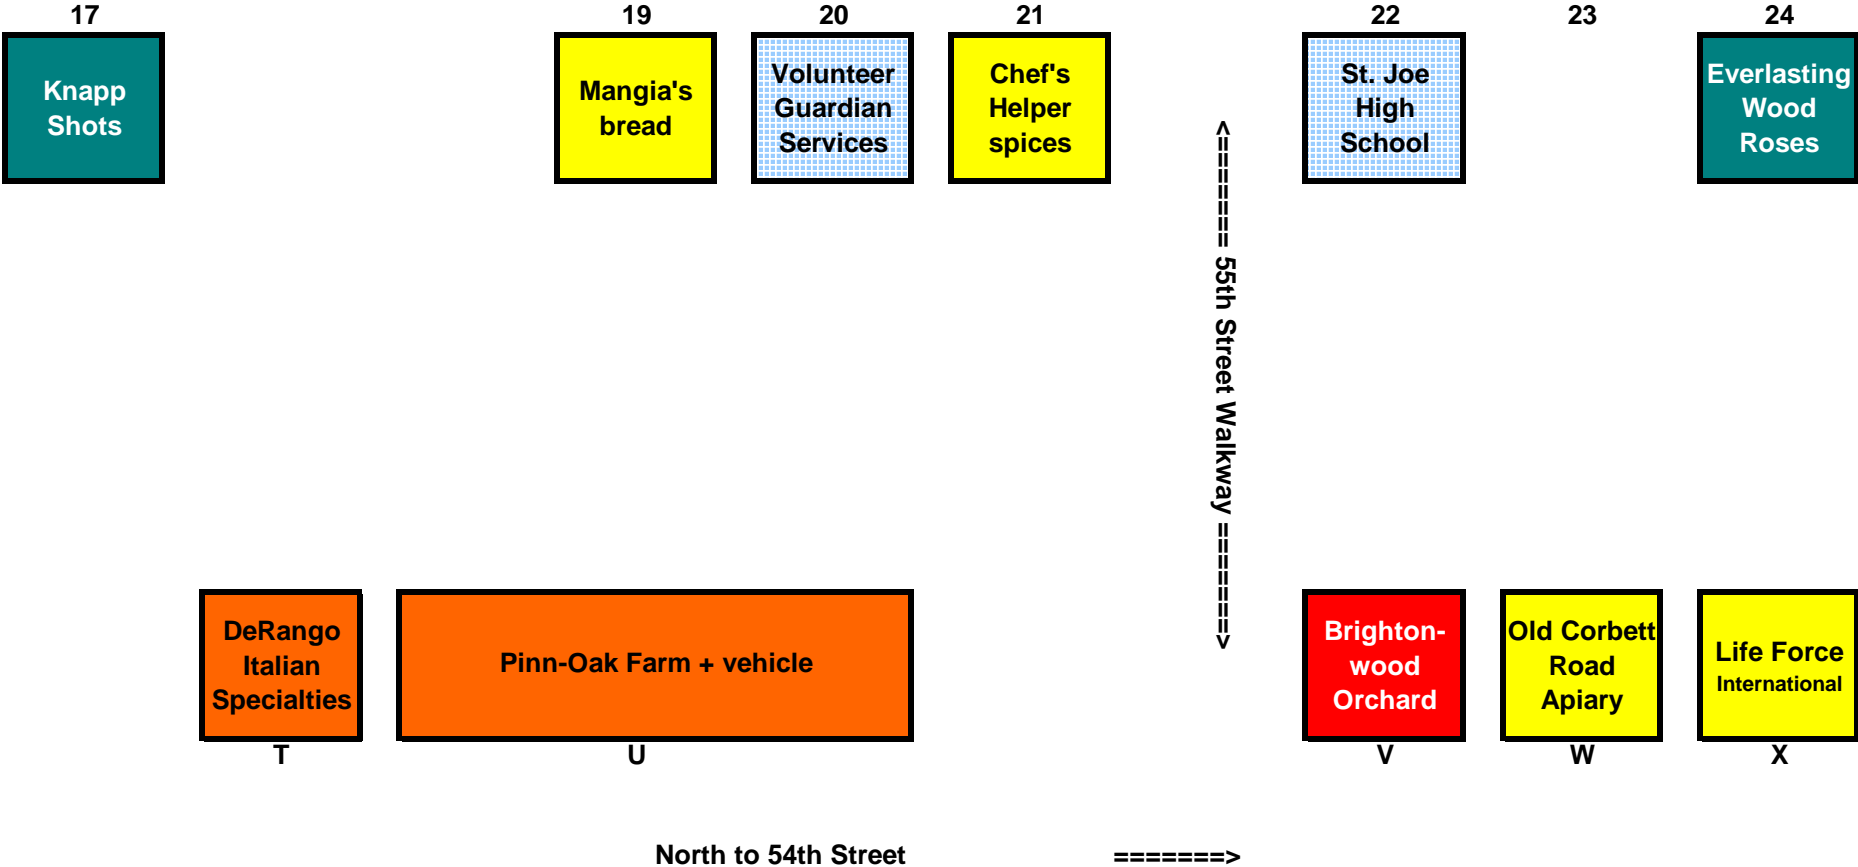 17 19 20 21 22 23 24
Knapp
Shots
Mangia's
bread
Volunteer
Guardian
Services
Chef's
Helper
spices
St. Joe
High
School
Everlasting
Wood
Roses
<======= 55th Street Walkway =======>
DeRango
Italian
Specialties
Pinn-Oak Farm + vehicle
Brighton-
wood
Orchard
Old Corbett
Road
Apiary
Life Force
International
T U V W X
North to 54th Street =======>